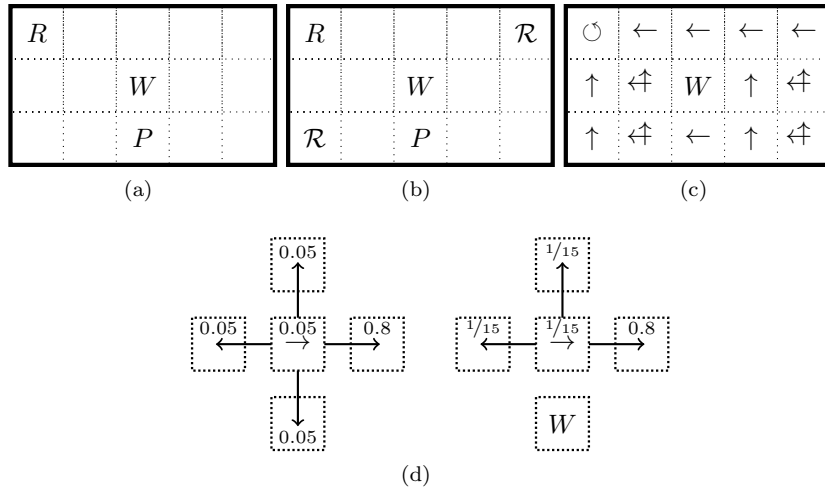 R R ℛ ↺ ← ← ← ←
W W ↑ ↑← W ↑ ↑←
P ℛ P ↑ ↑← ← ↑ ↑←
(a) (b) (c)
0.05 1/15
0.05 0.05 0.8 1/15 1/15 0.8
→ →
0.05 W
(d)